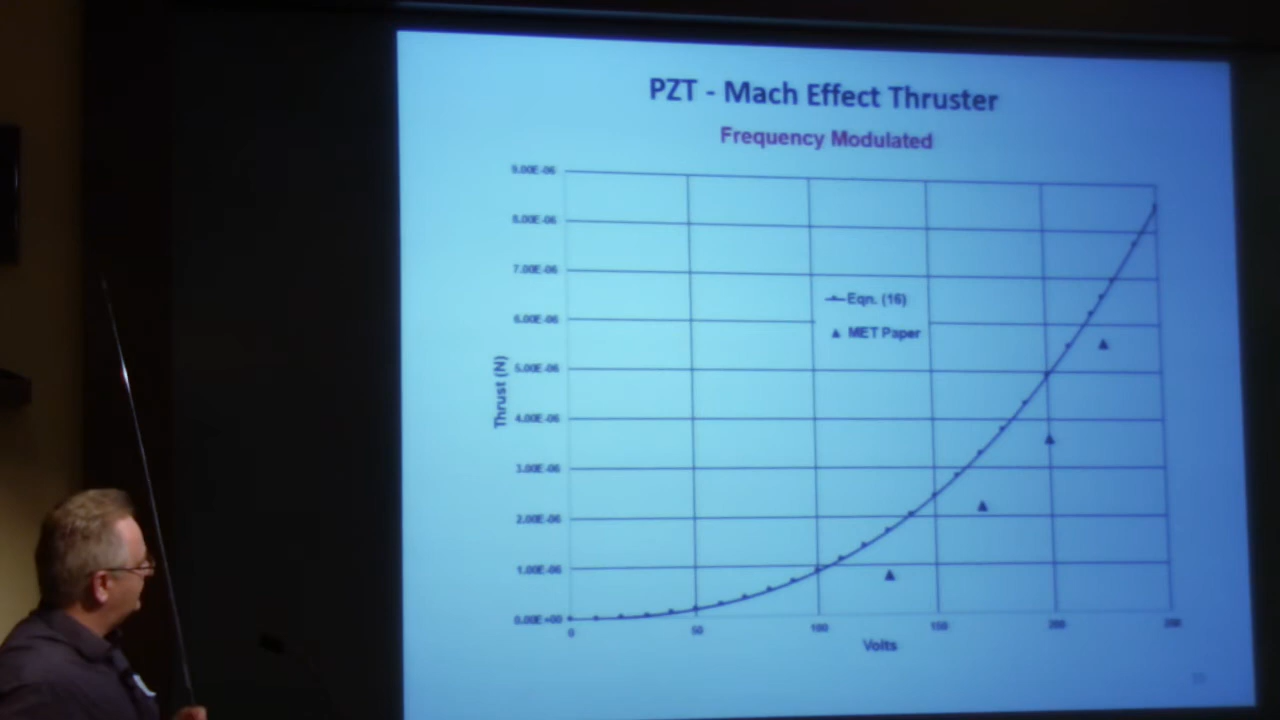 PZT - Mach Effect Thruster
Frequency Modulated
9.00E-06
8.00E-06
7.00E-06
6.00E-06
5.00E-06
4.00E-06
3.00E-06
2.00E-06
1.00E-06
0.00E+00
Thrust (N)
Eqn. (16)
MET Paper
0
50
100
150
200
250
Volts